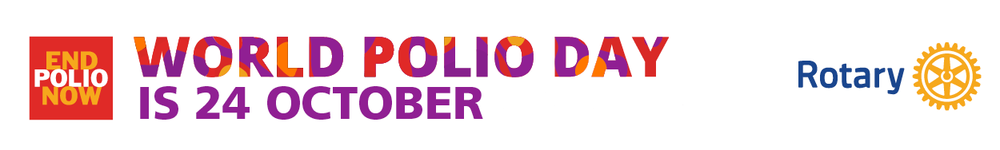 END
POLIO
NOW
WORLD POLIO DAY
IS 24 OCTOBER
Rotary